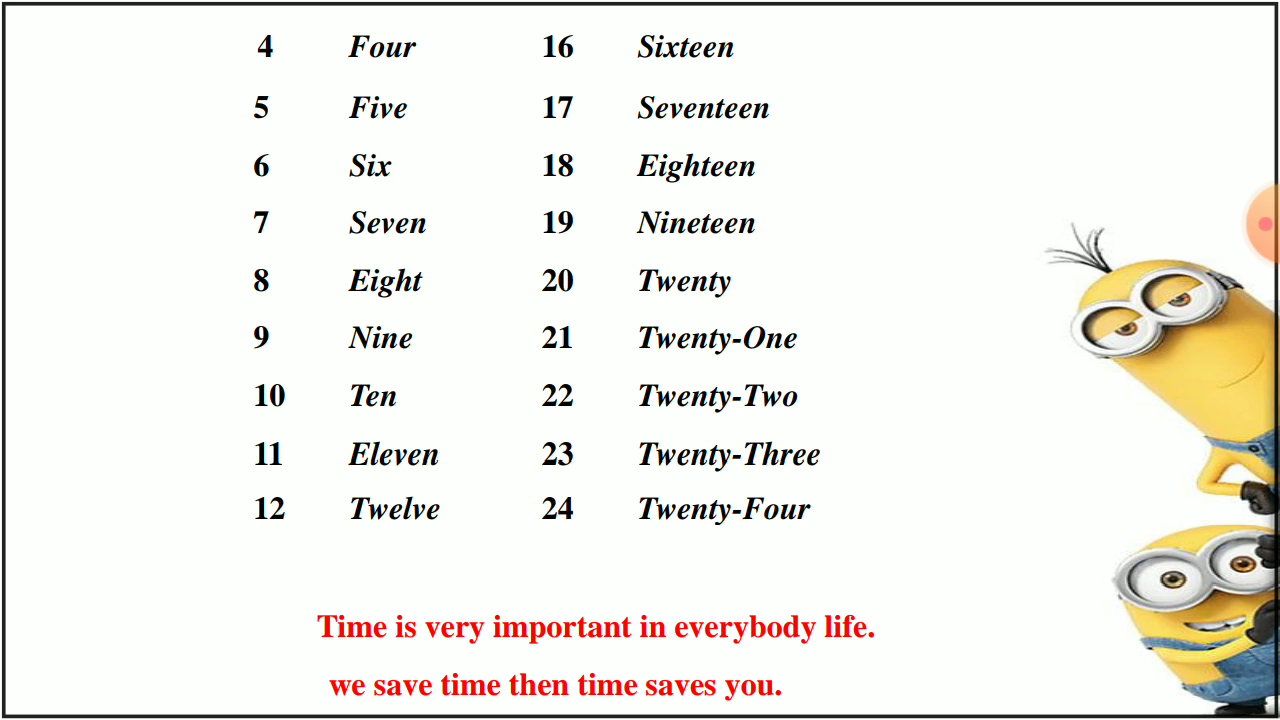 4 Four 16 Sixteen
5 Five 17 Seventeen
6 Six 18 Eighteen
7 Seven 19 Nineteen
8 Eight 20 Twenty
9 Nine 21 Twenty-One
10 Ten 22 Twenty-Two
11 Eleven 23 Twenty-Three
12 Twelve 24 Twenty-Four
Time is very important in everybody life.
we save time then time saves you.